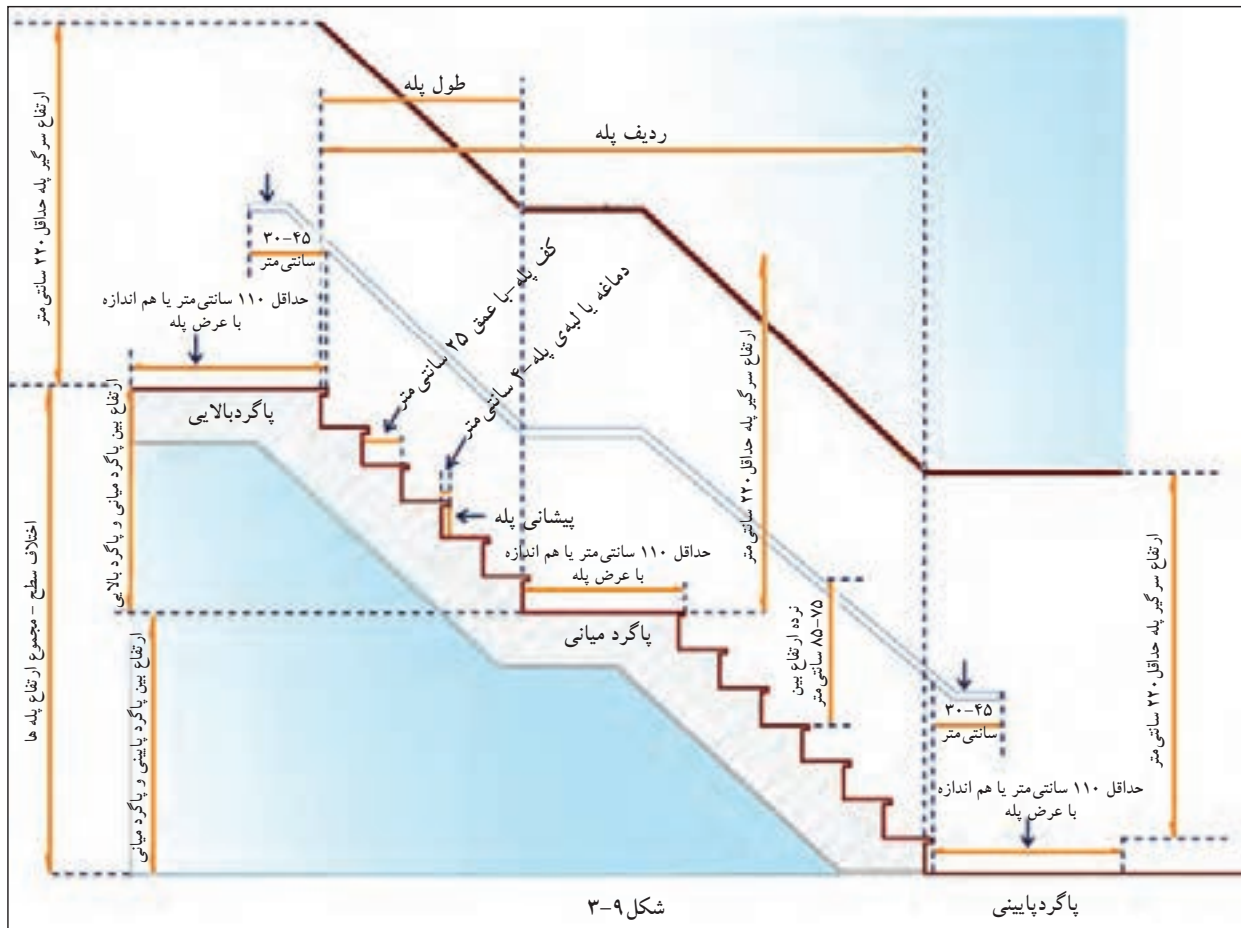 طول پله
ردیف پله
ارتفاع سرگیر پله حداقل ۲۲۰ سانتی‌متر
۳۰-۴۵
سانتی‌متر
حداقل ۱۱۰ سانتی‌متر یا هم اندازه
با عرض پله
کف پله-با عمق ۲۵ سانتی‌متر
دماغه یا لبه‌ی پله-۴ سانتی‌متر
ارتفاع سرگیر پله حداقل ۲۲۰ سانتی‌متر
پاگردبالایی
ارتفاع بین پاگرد میانی و پاگرد بالایی
پیشانی پله
حداقل ۱۱۰ سانتی‌متر یا هم اندازه
با عرض پله
پاگرد میانی
اختلاف سطح - مجموع ارتفاع پله ها
ارتفاع بین پاگرد پایینی و پاگرد میانی
نرده ارتفاع بین
۸۵-۷۵ سانتی‌متر
۳۰-۴۵
سانتی‌متر
ارتفاع سرگیر پله حداقل ۲۲۰ سانتی‌متر
حداقل ۱۱۰ سانتی‌متر یا هم اندازه
با عرض پله
پاگردپایینی
شکل ۹-۳